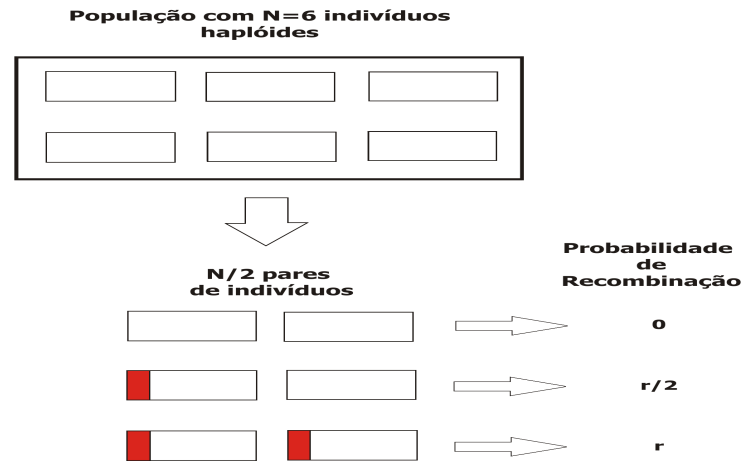 População com N=6 indivíduos
haplóides
N/2 pares
de indivíduos
Probabilidade
de
Recombinação
0
r/2
r